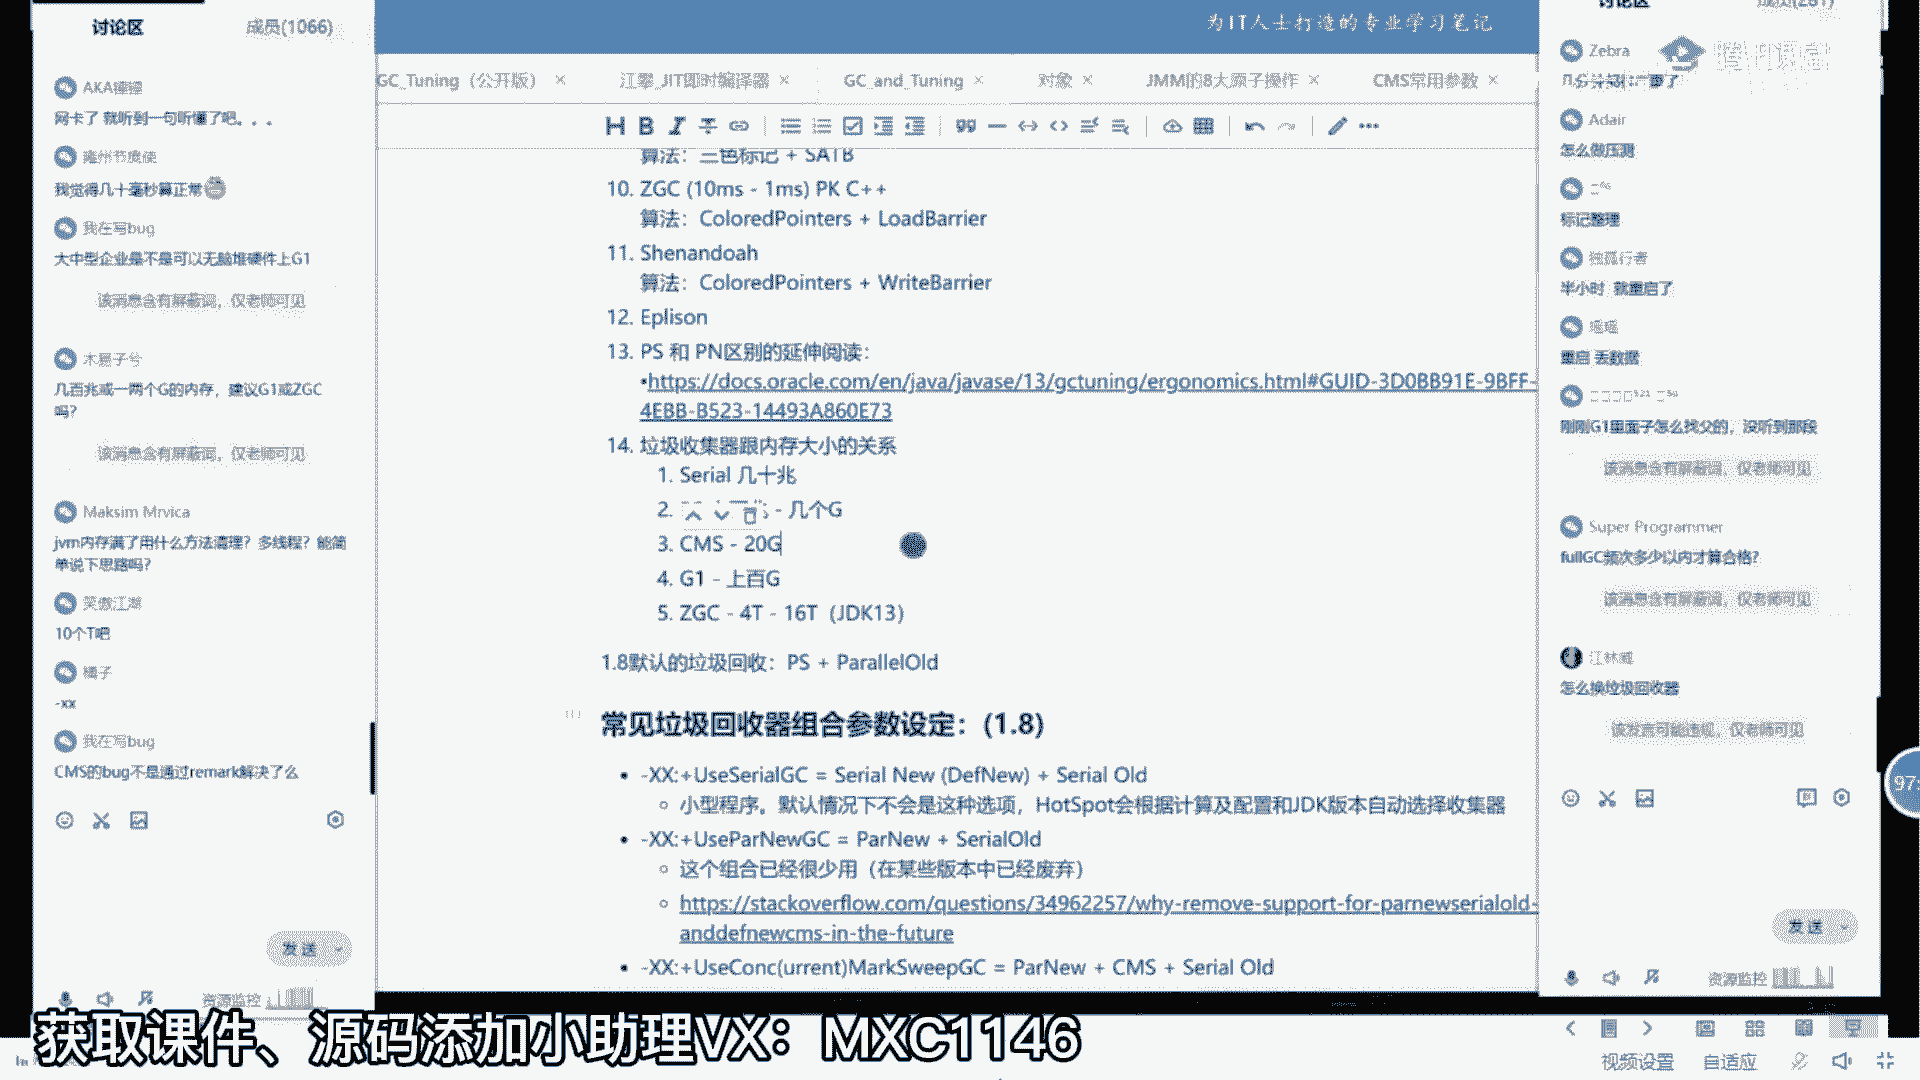 讨论区
成员(1066)
AKA
网卡了 就听到一句听懂了吧。。。
雍州节度使
我觉得几十毫秒算正常
我在写bug
大中型企业是不是可以无脑堆硬件上G1
该消息含有屏蔽词，仅老师可见
木易子兮
几百兆或一两个G的内存，建议G1或ZGC
吗？
该消息含有屏蔽词，仅老师可见
Maksim Mrvica
jvm内存满了用什么方法清理？多线程？能简
单说下思路吗？
笑傲江湖
10个T吧
橘子
-xx
我在写bug
CMS的bug不是通过remark解决了么
发送
资源监控
为IT人士打造的专业学习笔记
GC_Tuning（公开版） ×
江攀_JIT即时编译器 ×
GC_and_Tuning ×
对象 ×
JMM的8大原子操作 ×
CMS常用参数 ×
算法：三色标记 + SATB
10. ZGC (10ms - 1ms) PK C++
算法：ColoredPointers + LoadBarrier
11. Shenandoah
算法：ColoredPointers + WriteBarrier
12. Eplison
13. PS 和 PN区别的延伸阅读：
•https://docs.oracle.com/en/java/javase/13/gctuning/ergonomics.html#GUID-3D0BB91E-9BFF-
4EBB-B523-14493A860E73
14. 垃圾收集器跟内存大小的关系
1. Serial 几十兆
2. - 几个G
3. CMS - 20G
4. G1 - 上百G
5. ZGC - 4T - 16T（JDK13）
1.8默认的垃圾回收：PS + ParallelOld
常见垃圾回收器组合参数设定：(1.8)
• -XX:+UseSerialGC = Serial New (DefNew) + Serial Old
◦ 小型程序。默认情况下不会是这种选项，HotSpot会根据计算及配置和JDK版本自动选择收集器
• -XX:+UseParNewGC = ParNew + SerialOld
◦ 这个组合已经很少用（在某些版本中已经废弃）
◦ https://stackoverflow.com/questions/34962257/why-remove-support-for-parnewserialold-
anddefnewcms-in-the-future
• -XX:+UseConc(urrent)MarkSweepGC = ParNew + CMS + Serial Old
讨论区
成员(281)
腾讯课堂
Zebra
Adair
怎么做压测
标记整理
独孤行者
半小时 就重启了
瑶瑶
重启 丢数据
刚刚G1里面子怎么找父的，没听到那段
该消息含有屏蔽词，仅老师可见
Super Programmer
fullGC频次多少以内才算合格？
该消息含有屏蔽词，仅老师可见
江林威
怎么换垃圾回收器
该发言可能违规，仅老师可见
97:
发送
资源监控
视频设置
自适应
获取课件、源码添加小助理VX：MXC1146